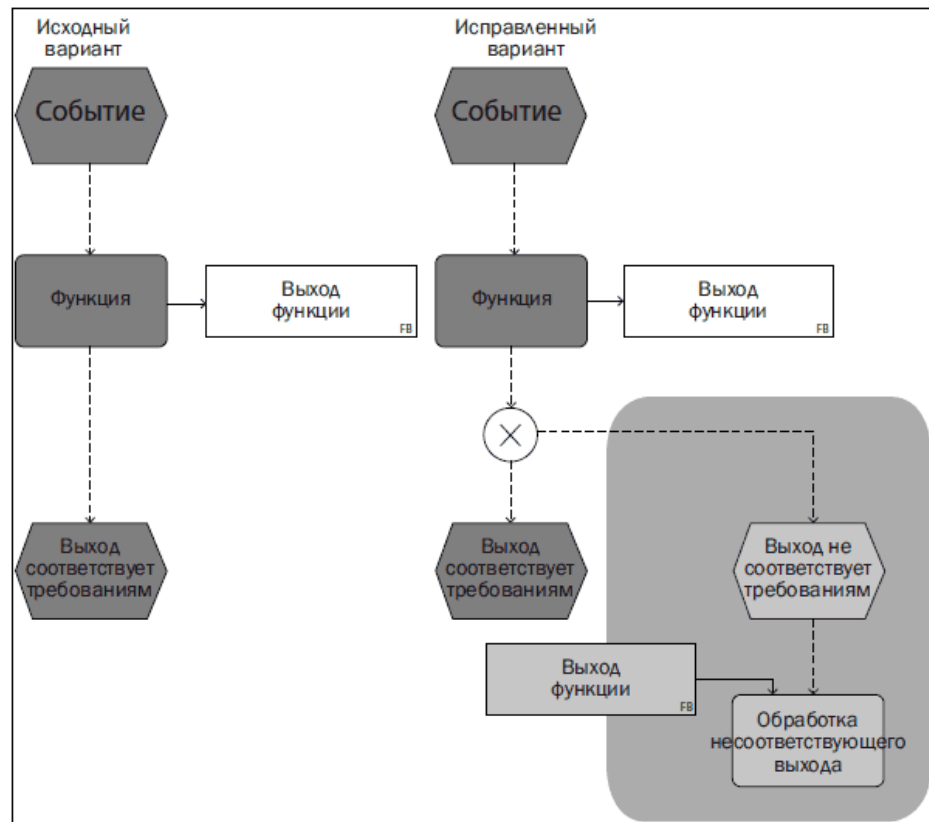 Исходный
вариант
Событие
Функция
Выход
функции
FB
Выход
соответствует
требованиям
Исправленный
вариант
Событие
Функция
Выход
функции
FB
Выход
соответствует
требованиям
Выход не
соответствует
требованиям
Выход
функции
FB
Обработка
несоответствующего
выхода